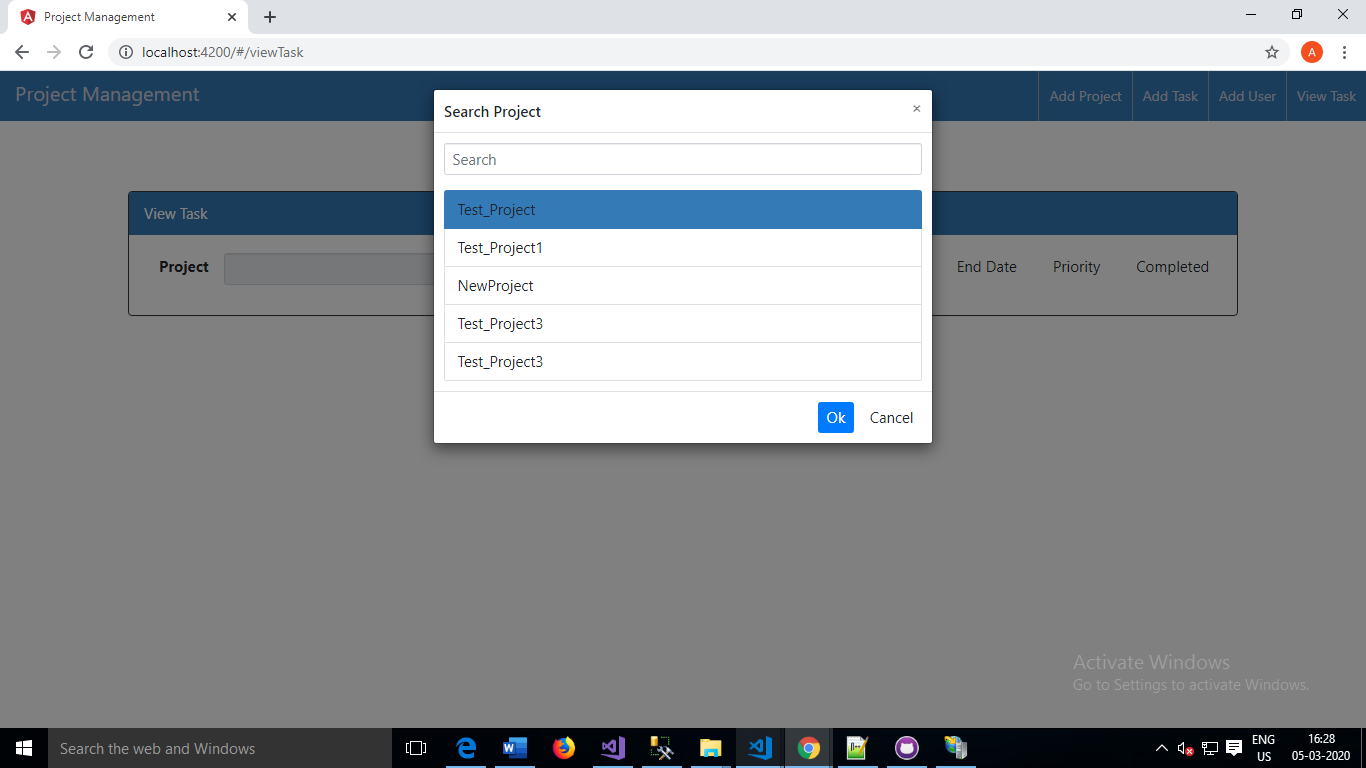 Project Management
localhost:4200/#/viewTask
A
Project Management
Add Project
Add Task
Add User
View Task
Search Project
×
Search
Test_Project
Test_Project1
NewProject
Test_Project3
Test_Project3
Ok
Cancel
View Task
Project
End Date
Priority
Completed
Activate Windows
Go to Settings to activate Windows.
Search the web and Windows
ENG
US
16:28
05-03-2020